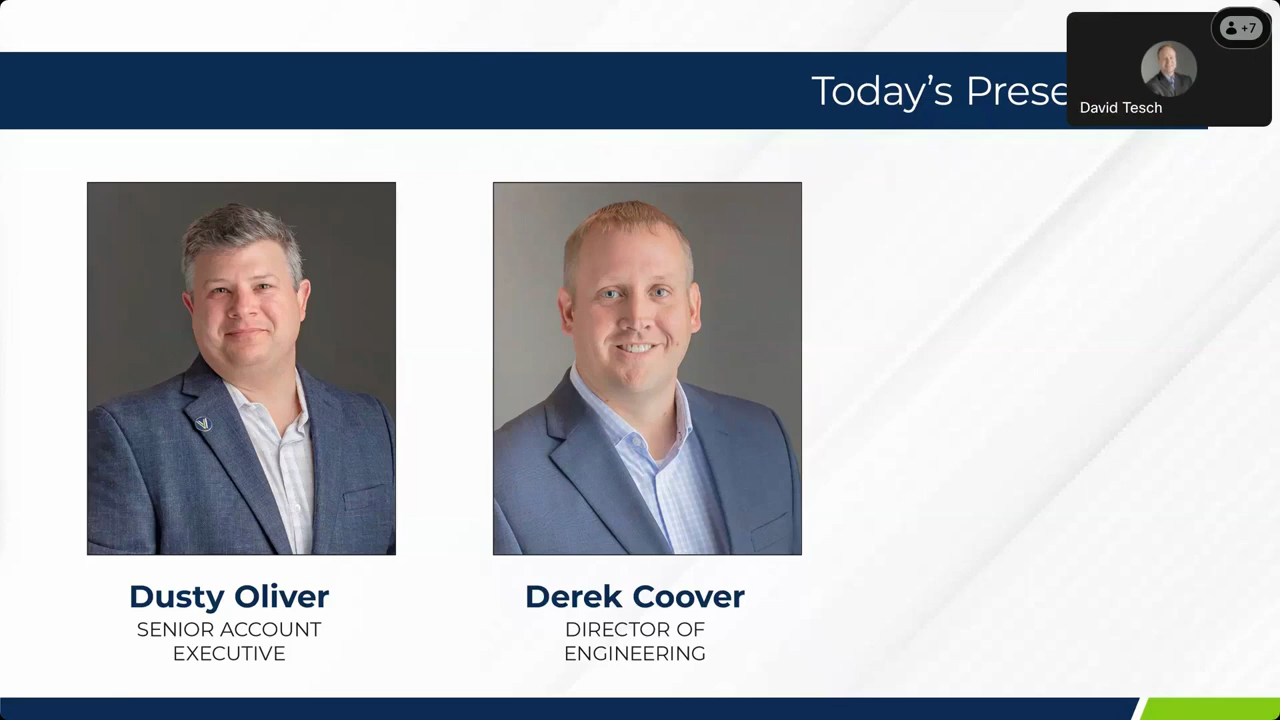 Today's Prese
+7
David Tesch
Dusty Oliver
SENIOR ACCOUNT
EXECUTIVE
Derek Coover
DIRECTOR OF
ENGINEERING